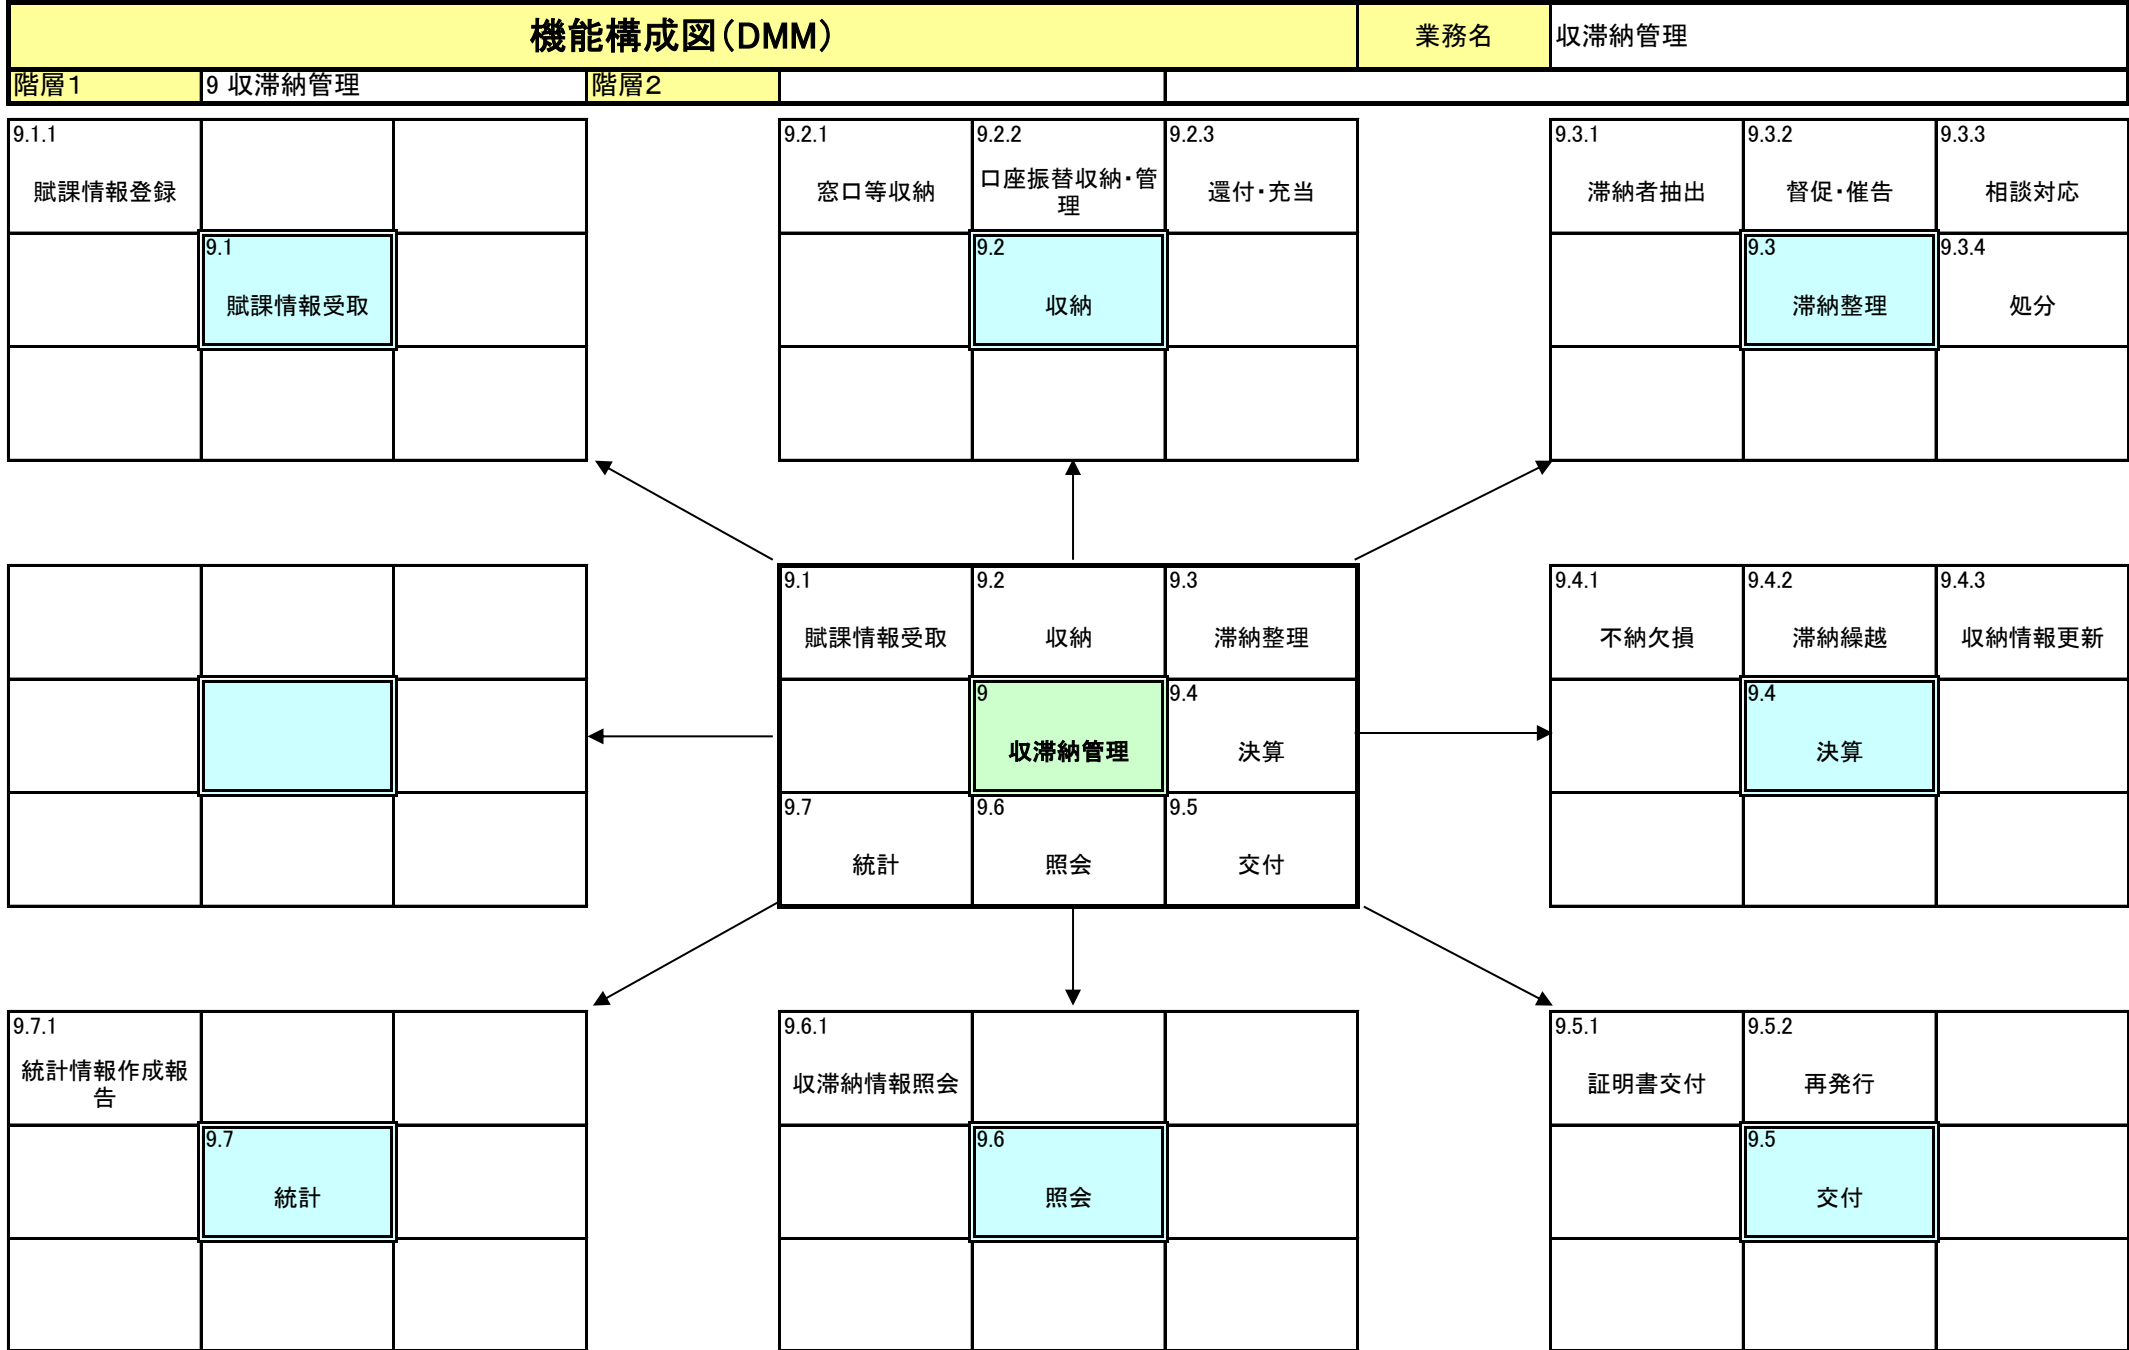 機能構成図(DMM)
業務名
収滞納管理
階層1
9 収滞納管理
階層2
9.1.1
賦課情報登録
9.1
賦課情報受取
9.2.1
窓口等収納
9.2.2
口座振替収納・管
理
9.2.3
還付・充当
9.2
収納
9.3.1
滞納者抽出
9.3.2
督促・催告
9.3.3
相談対応
9.3
滞納整理
9.3.4
処分
9.1
賦課情報受取
9.2
収納
9.3
滞納整理
9
収滞納管理
9.4
決算
9.7
統計
9.6
照会
9.5
交付
9.4.1
不納欠損
9.4.2
滞納繰越
9.4.3
収納情報更新
9.4
決算
9.7.1
統計情報作成報
告
9.7
統計
9.6.1
収滞納情報照会
9.6
照会
9.5.1
証明書交付
9.5.2
再発行
9.5
交付